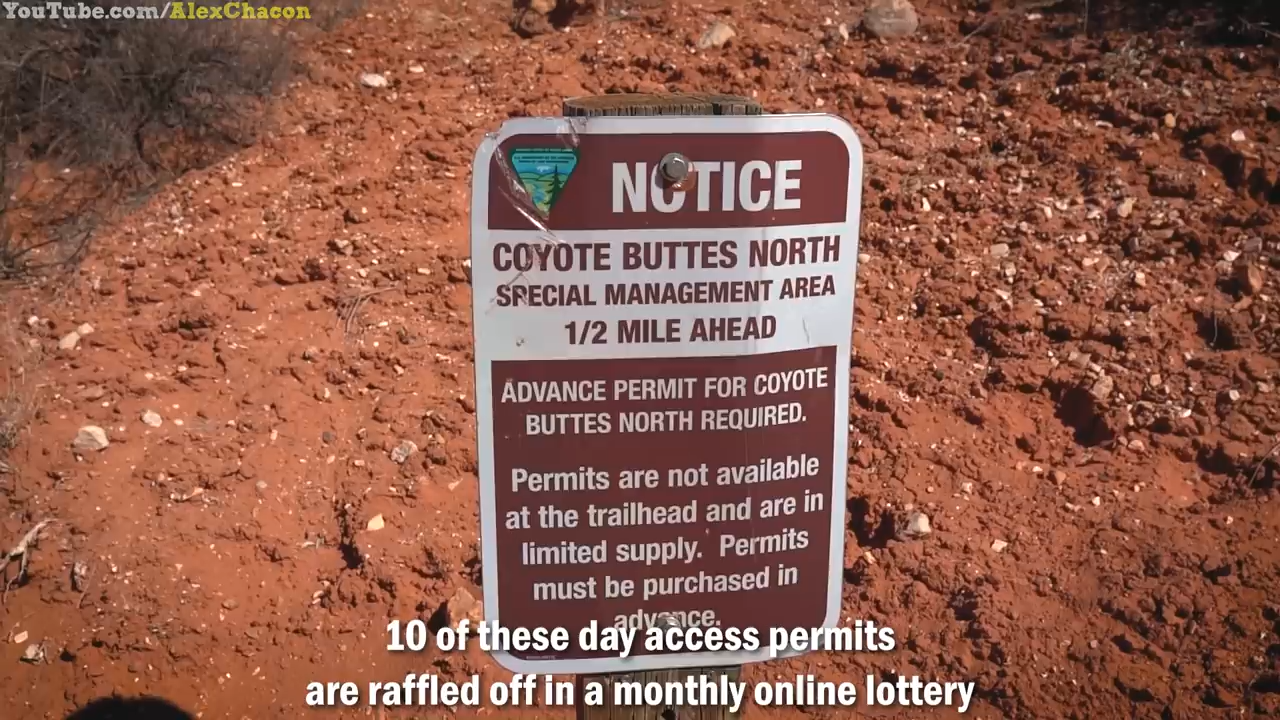 YouTube.com/AlexChacon
NOTICE
COYOTE BUTTES NORTH
SPECIAL MANAGEMENT AREA
1/2 MILE AHEAD
ADVANCE PERMIT FOR COYOTE
BUTTES NORTH REQUIRED.
Permits are not available
at the trailhead and are in
limited supply. Permits
must be purchased in
advance.
10 of these day access permits
are raffled off in a monthly online lottery